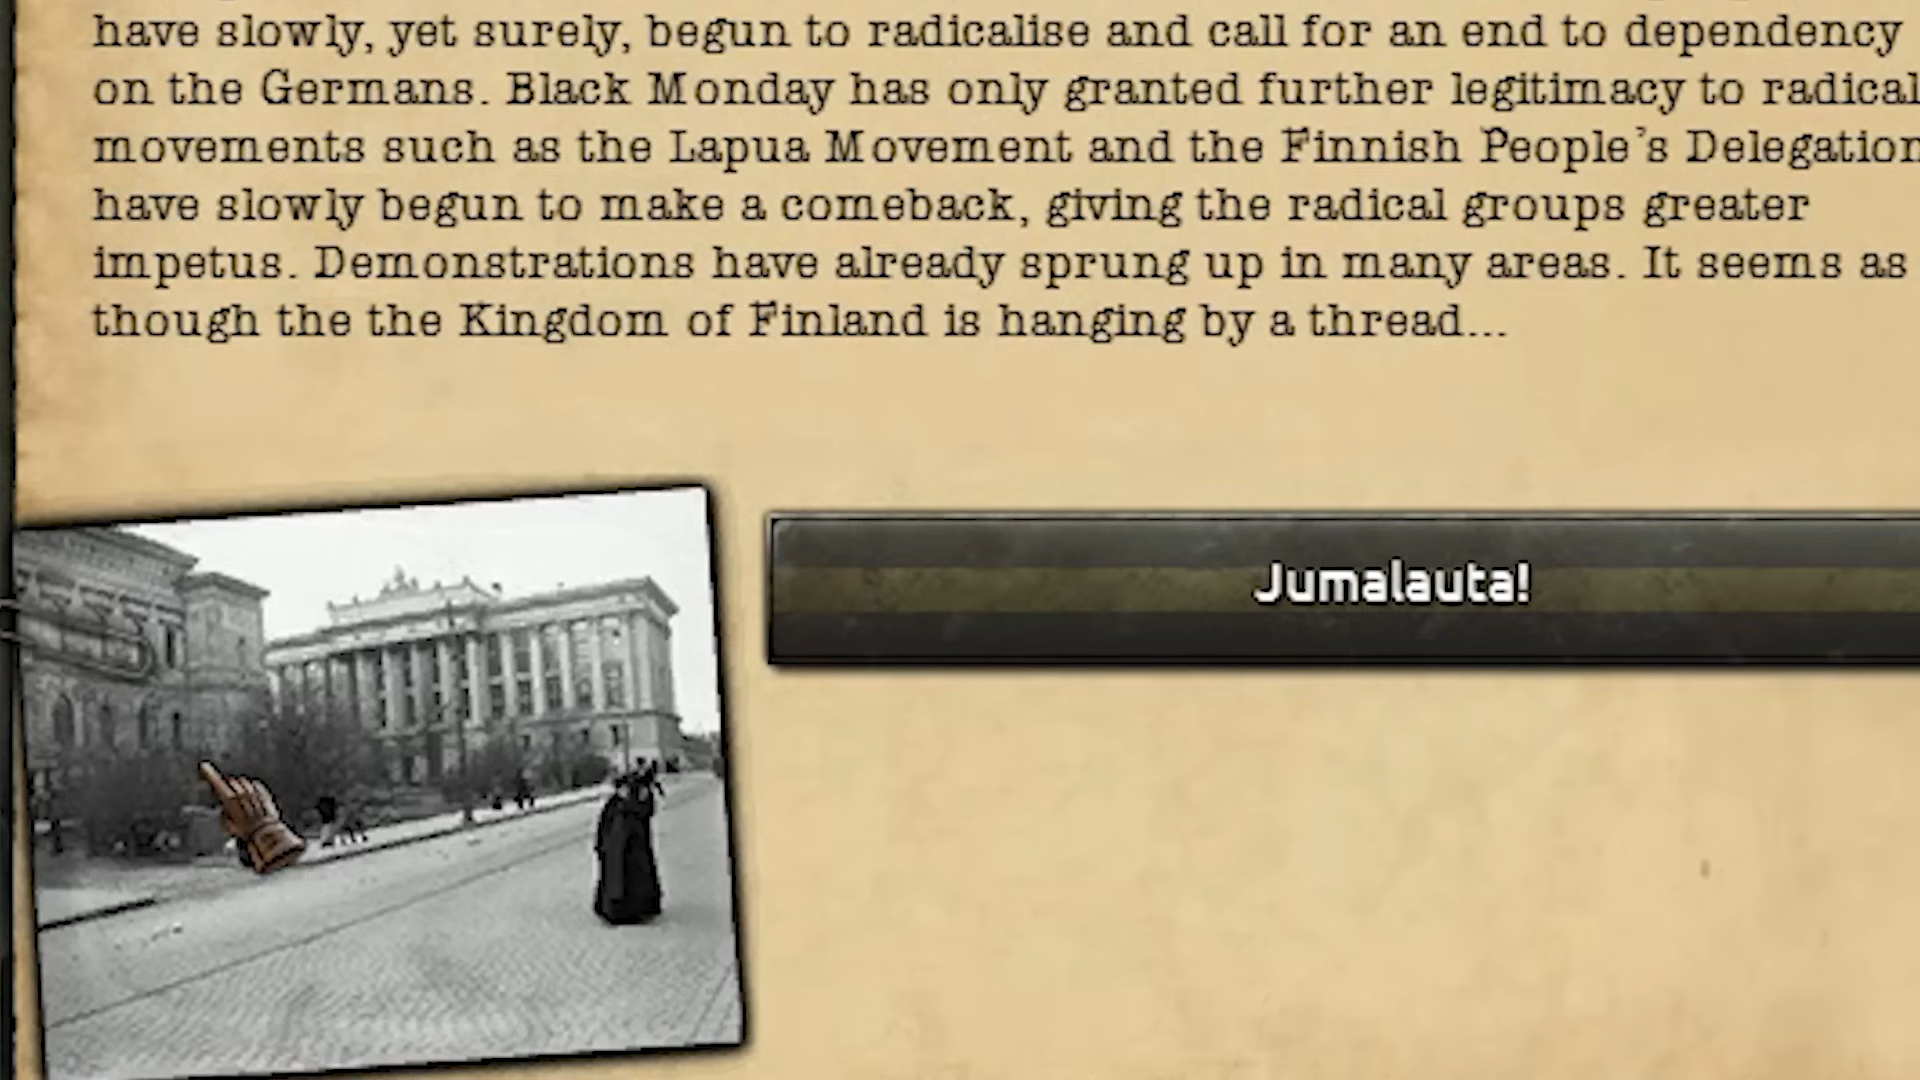 have slowly, yet surely, begun to radicalise and call for an end to dependency
on the Germans. Black Monday has only granted further legitimacy to radical
movements such as the Lapua Movement and the Finnish People's Delegation
have slowly begun to make a comeback, giving the radical groups greater
impetus. Demonstrations have already sprung up in many areas. It seems as
though the the Kingdom of Finland is hanging by a thread...
Jumalauta!